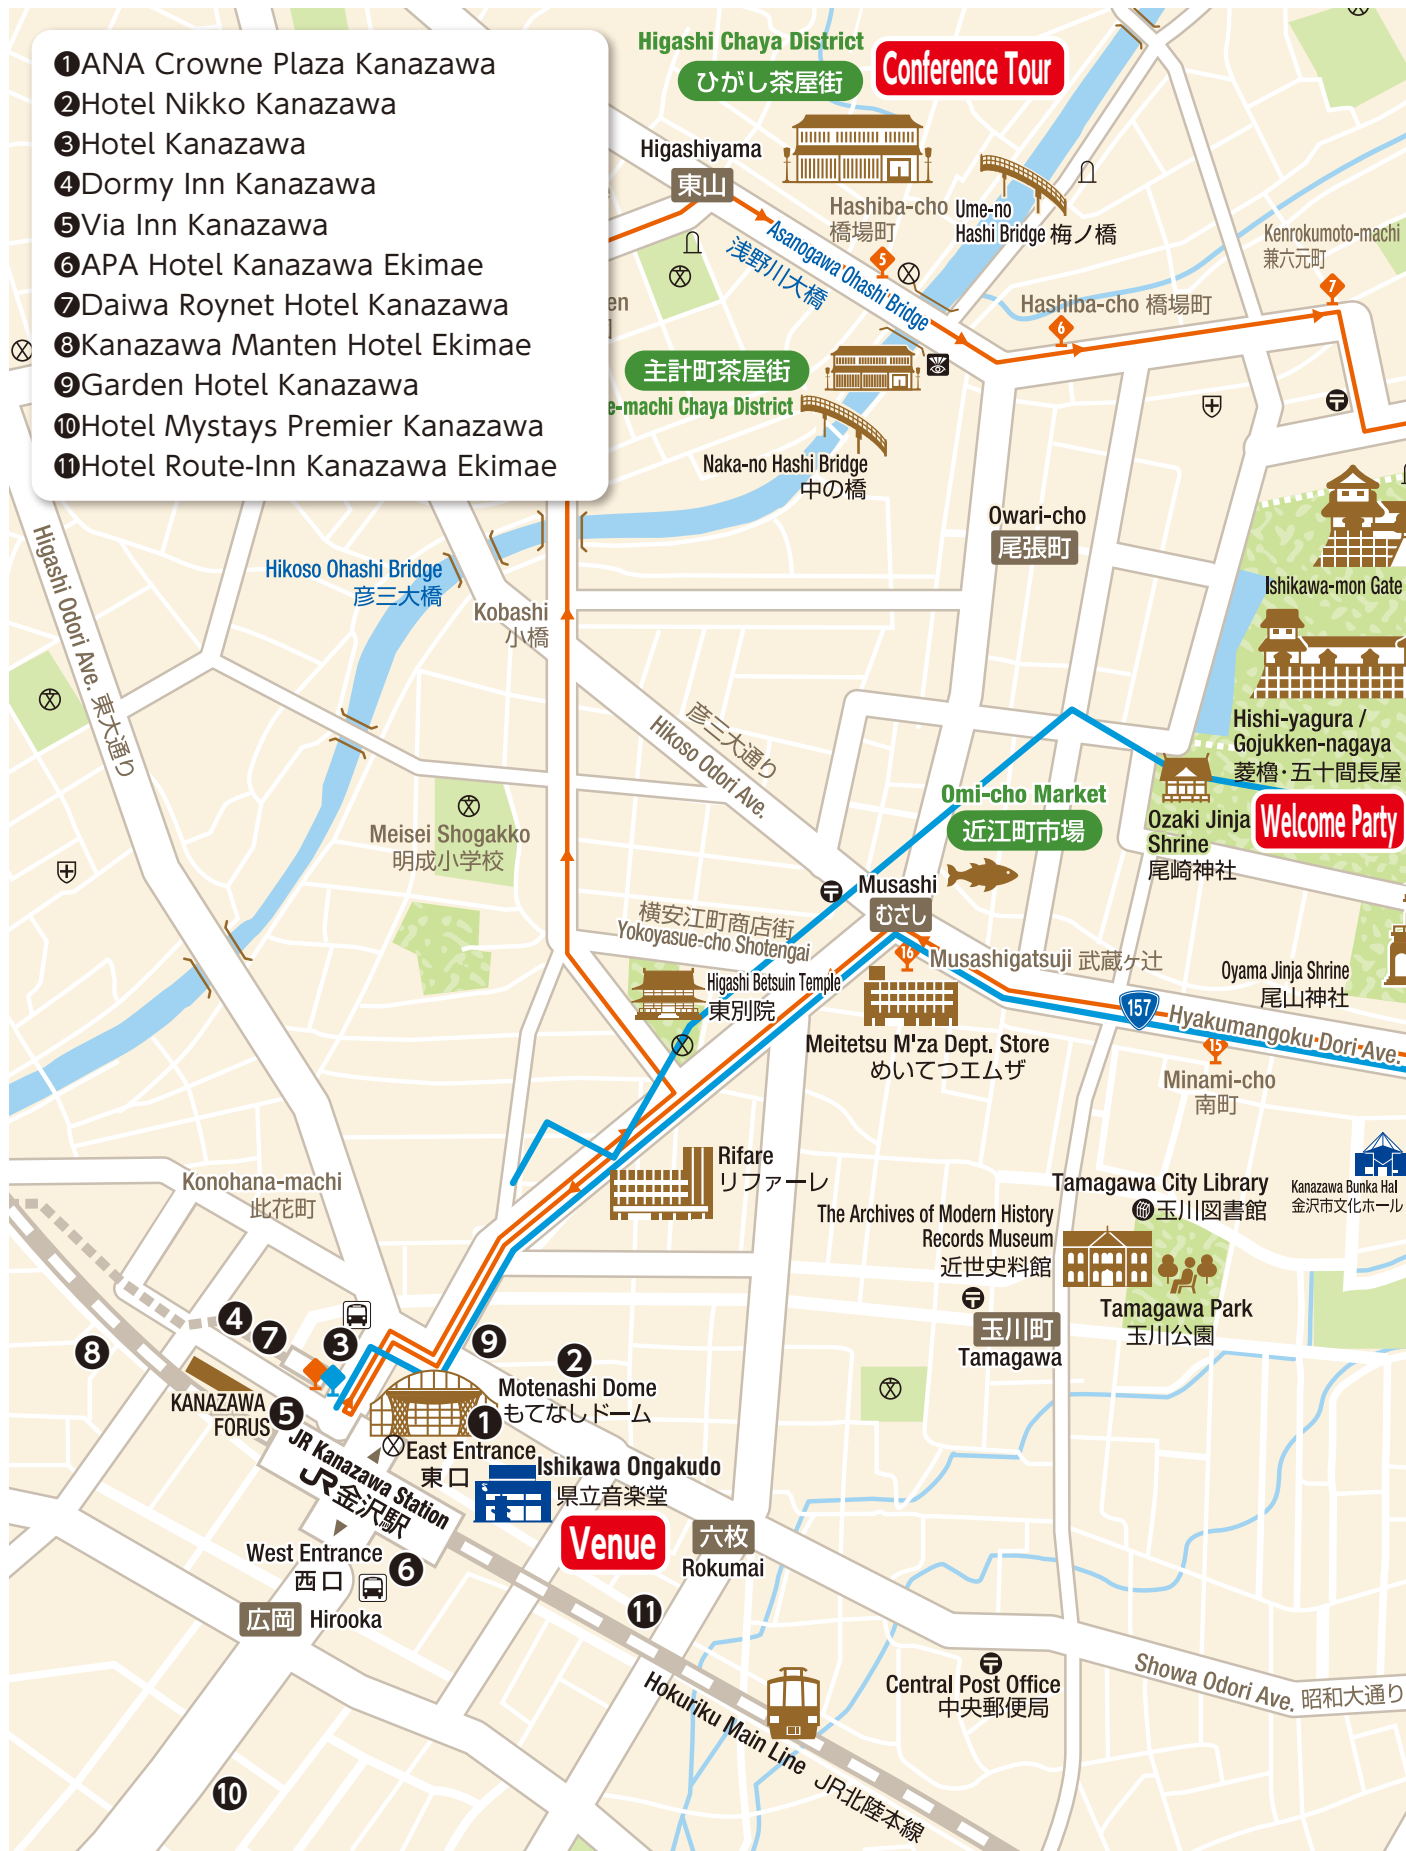 ❶ANA Crowne Plaza Kanazawa
❷Hotel Nikko Kanazawa
❸Hotel Kanazawa
❹Dormy Inn Kanazawa
❺Via Inn Kanazawa
❻APA Hotel Kanazawa Ekimae
❼Daiwa Roynet Hotel Kanazawa
❽Kanazawa Manten Hotel Ekimae
❾Garden Hotel Kanazawa
❿Hotel Mystays Premier Kanazawa
⓫Hotel Route-Inn Kanazawa Ekimae
Higashi Chaya District
ひがし茶屋街
Conference Tour
Higashiyama
東山
Hashiba-cho
橋場町
5
Ume-no
Hashi Bridge 梅ノ橋
Asanogawa Ohashi Bridge
浅野川大橋
Kenrokumoto-machi
兼六元町
7
Hashiba-cho 橋場町
6
en
主計町茶屋街
e-machi Chaya District
Naka-no Hashi Bridge
中の橋
Owari-cho
尾張町
Higashi Odori Ave. 東大通り
Hikoso Ohashi Bridge
彦三大橋
Kobashi
小橋
Ishikawa-mon Gate
Hishi-yagura /
Gojukken-nagaya
菱櫓・五十間長屋
彦三大通り
Hikoso Odori Ave.
Omi-cho Market
近江町市場
Ozaki Jinja
Shrine
尾崎神社
Welcome Party
Meisei Shogakko
明成小学校
Musashi
むさし
横安江町商店街
Yokoyasue-cho Shotengai
16
Musashigatsuji 武蔵ヶ辻
Higashi Betsuin Temple
東別院
Oyama Jinja Shrine
尾山神社
157
Hyakumangoku-Dori Ave.
Meitetsu M'za Dept. Store
めいてつエムザ
15
Minami-cho
南町
Rifare
リファーレ
Konohana-machi
此花町
Tamagawa City Library
玉川図書館
Kanazawa Bunka Hal
金沢市文化ホール
The Archives of Modern History
Records Museum
近世史料館
Tamagawa Park
玉川公園
玉川町
Tamagawa
❹
❼
❸
❾
❽
❷
Motenashi Dome
もてなしドーム
KANAZAWA
FORUS
❺
❶
JR Kanazawa Station
JR金沢駅
East Entrance
東口
Ishikawa Ongakudo
県立音楽堂
Venue
六枚
Rokumai
West Entrance
西口
❻
広岡 Hirooka
⓫
Central Post Office
中央郵便局
Showa Odori Ave. 昭和大通り
Hokuriku Main Line JR北陸本線
❿